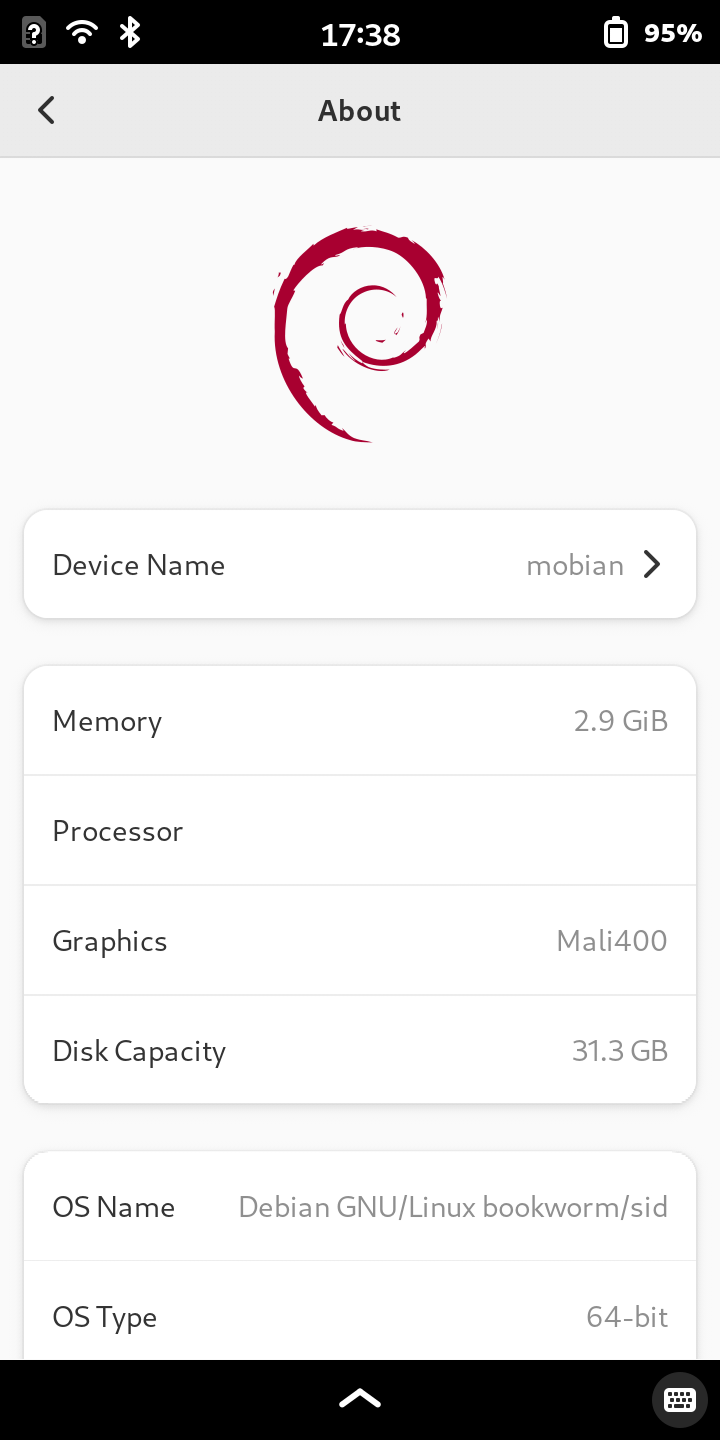 17:38
95%
About
Device Name mobian
Memory 2.9 GiB
Processor
Graphics Mali400
Disk Capacity 31.3 GB
OS Name Debian GNU/Linux bookworm/sid
OS Type 64-bit